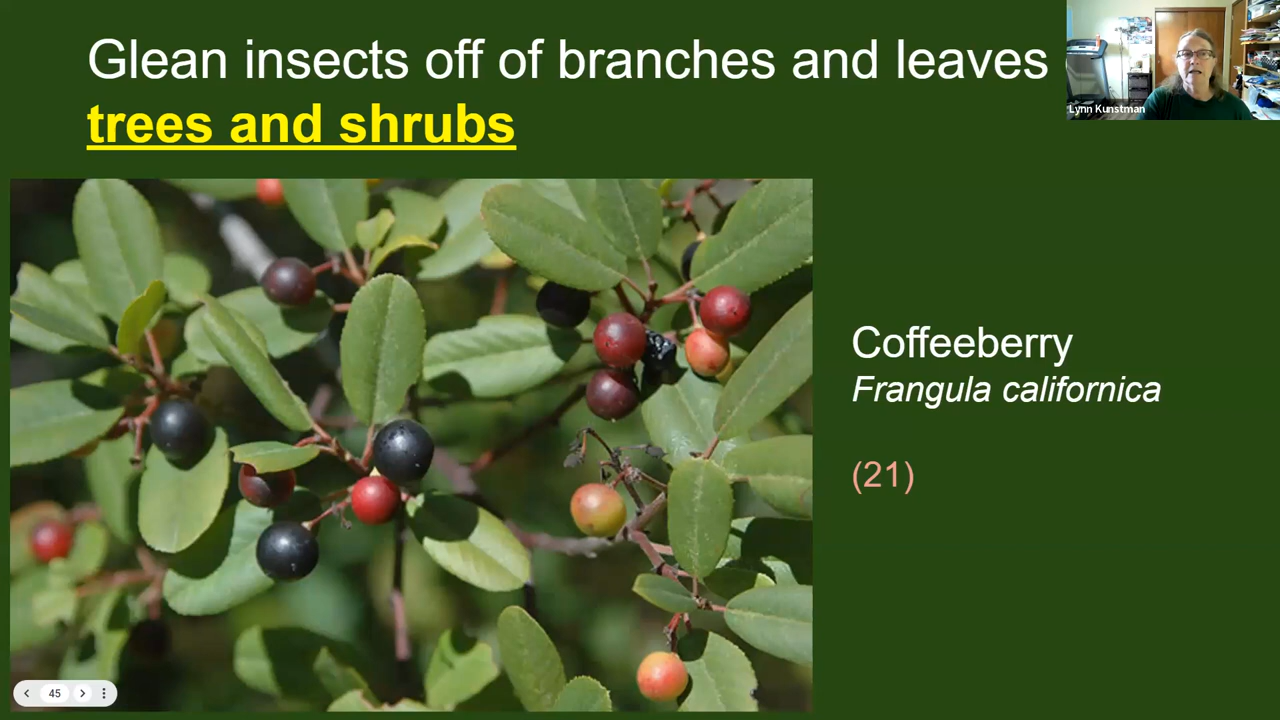 Glean insects off of branches and leaves
trees and shrubs
Lynn Kunstman
Coffeeberry
Frangula californica
(21)
45